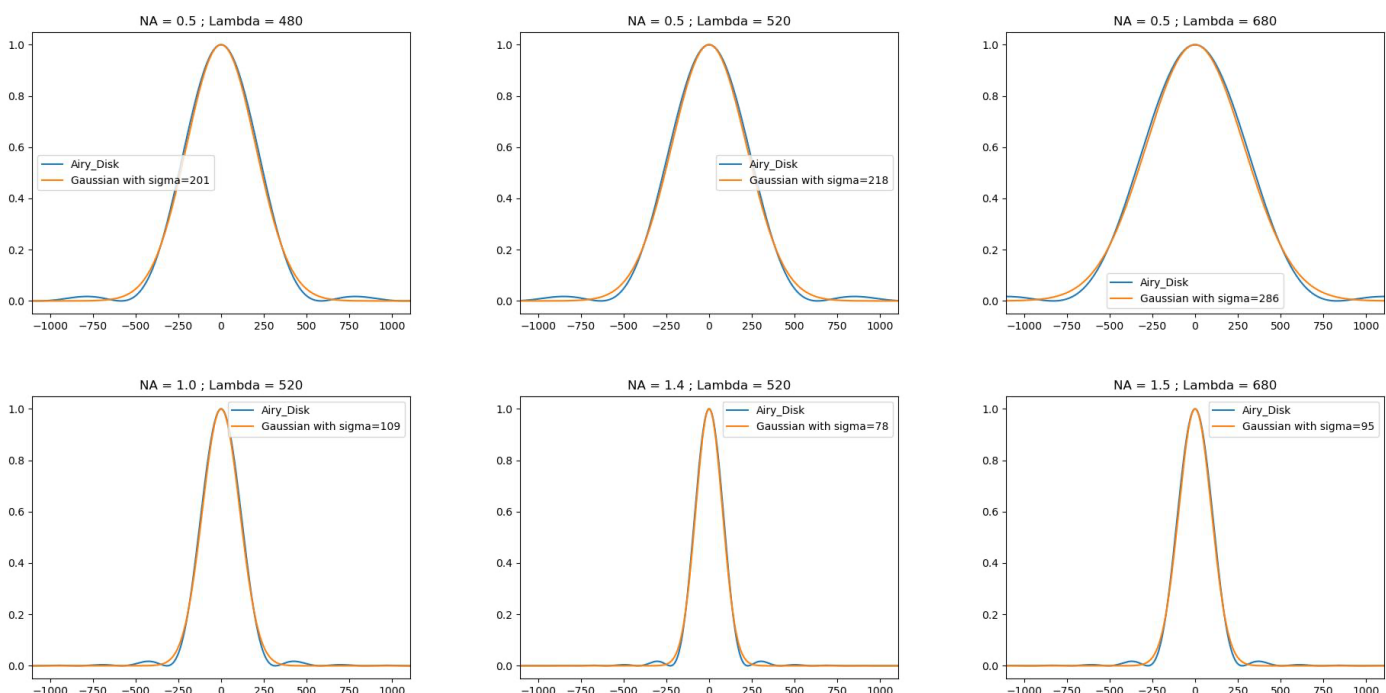 NA = 0.5 ; Lambda = 480
1.0
0.8
0.6
0.4
0.2
0.0
Airy_Disk
Gaussian with sigma=201
−1000 −750 −500 −250 0 250 500 750 1000
NA = 0.5 ; Lambda = 520
1.0
0.8
0.6
0.4
0.2
0.0
Airy_Disk
Gaussian with sigma=218
−1000 −750 −500 −250 0 250 500 750 1000
NA = 0.5 ; Lambda = 680
1.0
0.8
0.6
0.4
0.2
0.0
Airy_Disk
Gaussian with sigma=286
−1000 −750 −500 −250 0 250 500 750 1000
NA = 1.0 ; Lambda = 520
1.0
0.8
0.6
0.4
0.2
0.0
Airy_Disk
Gaussian with sigma=109
−1000 −750 −500 −250 0 250 500 750 1000
NA = 1.4 ; Lambda = 520
1.0
0.8
0.6
0.4
0.2
0.0
Airy_Disk
Gaussian with sigma=78
−1000 −750 −500 −250 0 250 500 750 1000
NA = 1.5 ; Lambda = 680
1.0
0.8
0.6
0.4
0.2
0.0
Airy_Disk
Gaussian with sigma=95
−1000 −750 −500 −250 0 250 500 750 1000